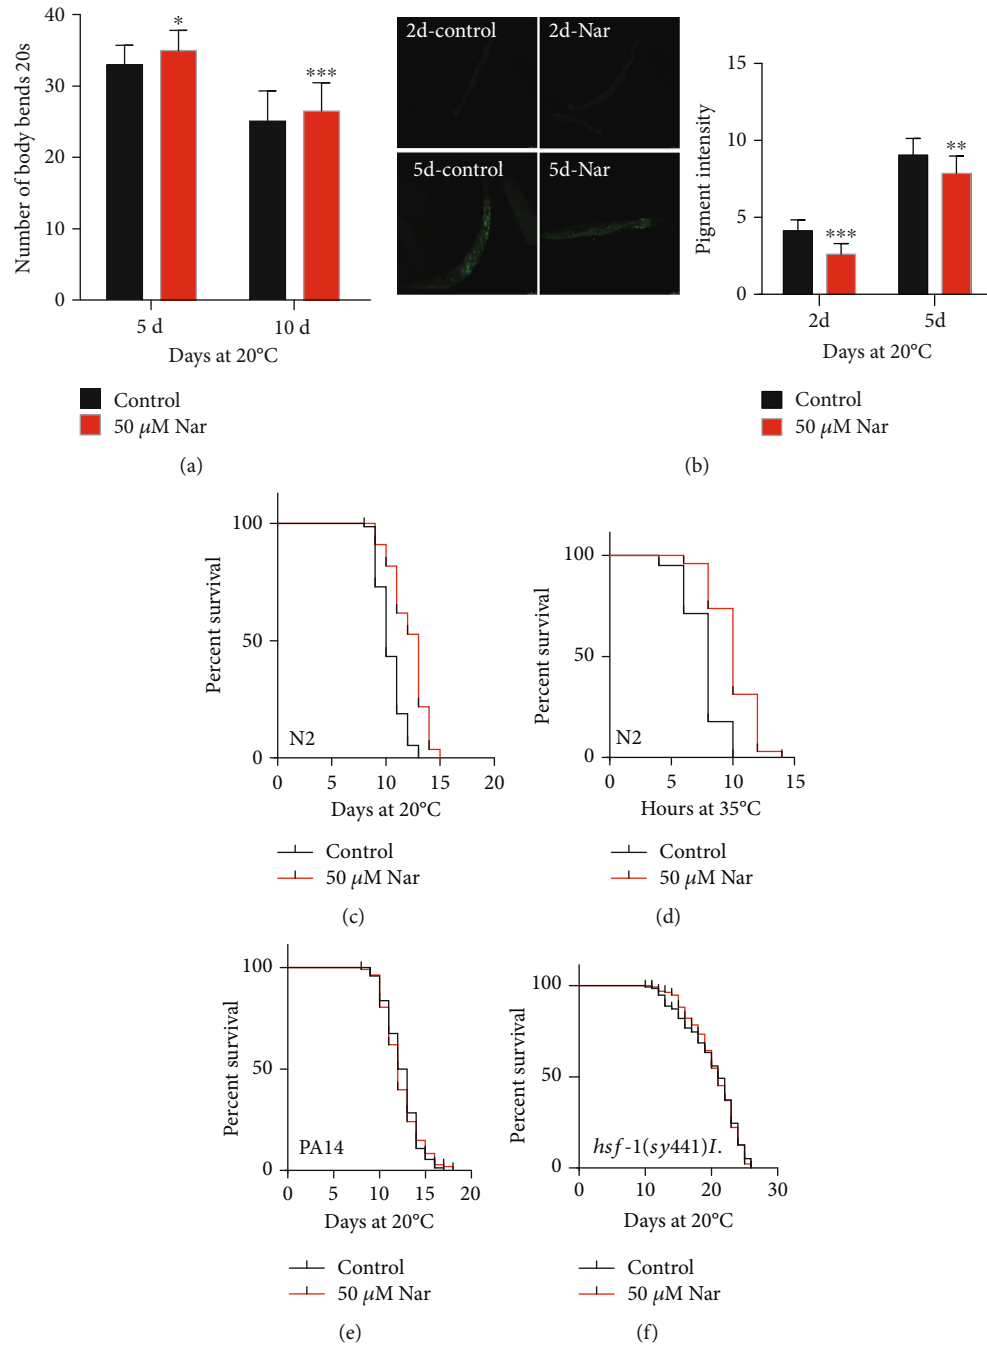 Number of body bends 20s
40
30
20
10
0
*
***
5 d
10 d
Days at 20°C
Control
50 μM Nar
(a)
2d-control
2d-Nar
5d-control
5d-Nar
Pigment intensity
15
10
5
0
***
**
2d
5d
Days at 20°C
Control
50 μM Nar
(b)
Percent survival
100
50
0
N2
0 5 10 15 20
Days at 20°C
Control
50 μM Nar
(c)
Percent survival
100
50
0
N2
0 5 10 15
Hours at 35°C
Control
50 μM Nar
(d)
Percent survival
100
50
0
PA14
0 5 10 15 20
Days at 20°C
Control
50 μM Nar
(e)
Percent survival
100
50
0
hsf-1(sy441)I.
0 10 20 30
Days at 20°C
Control
50 μM Nar
(f)